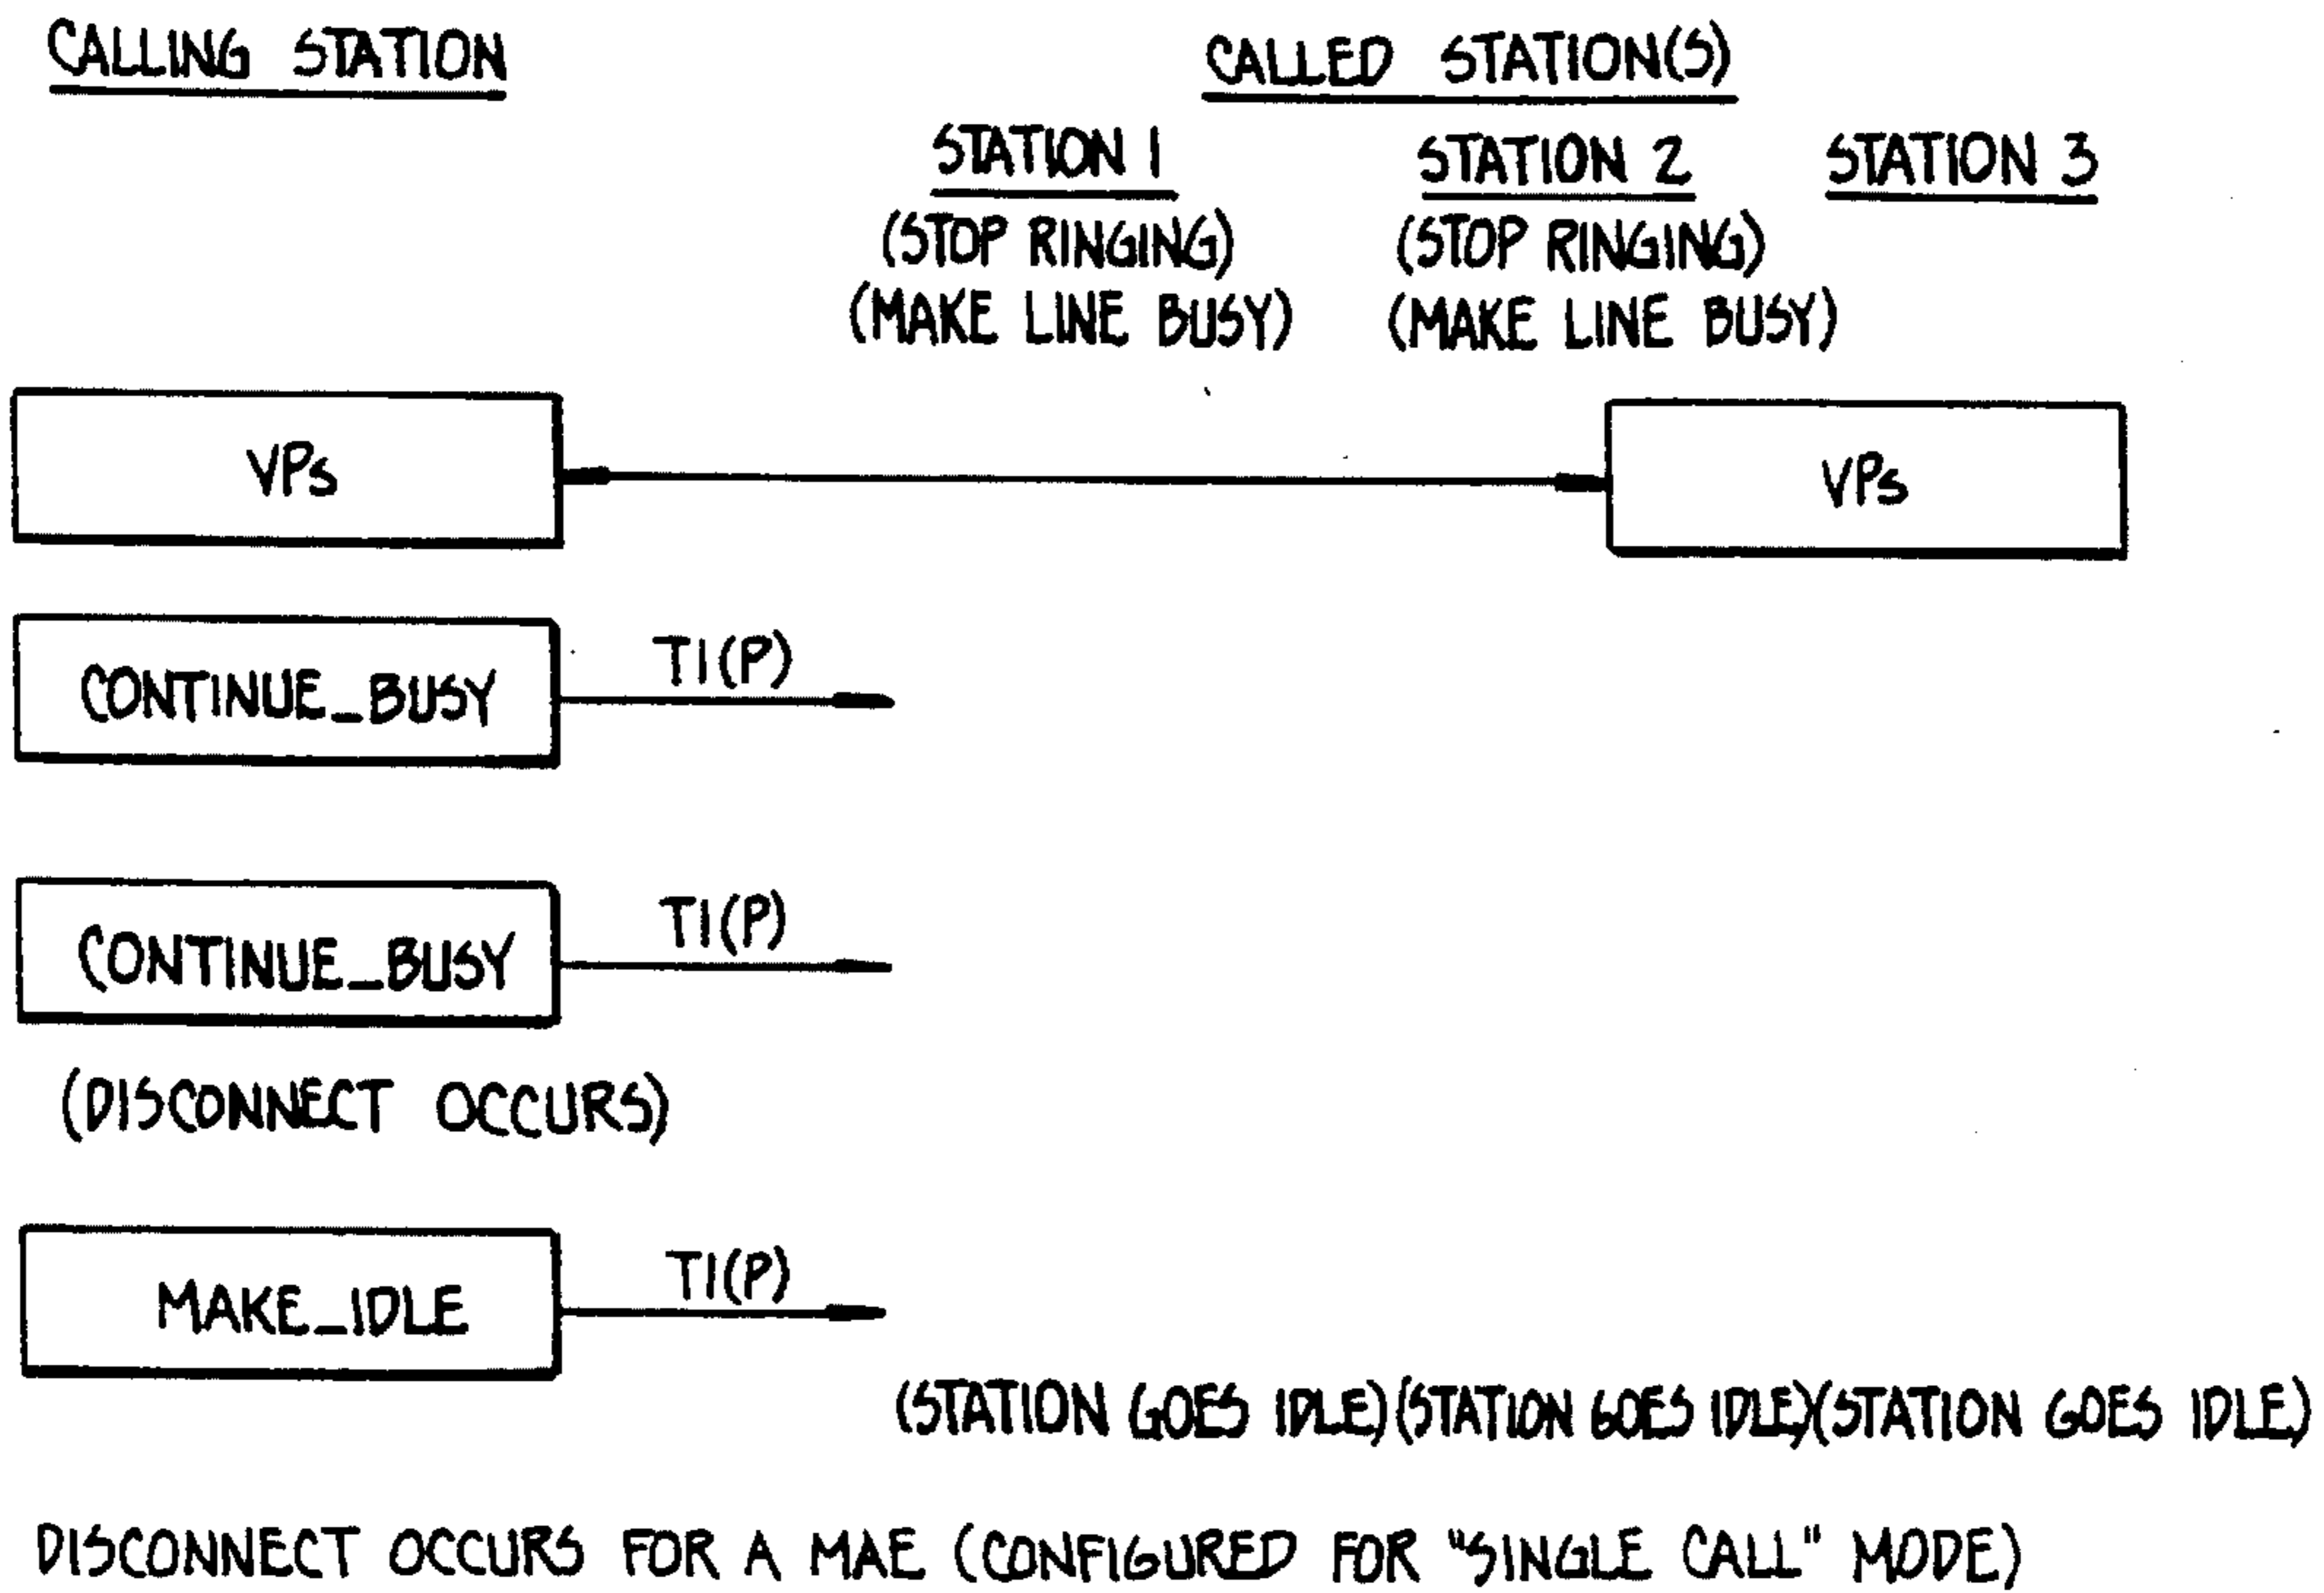 CALLING STATION
CALLED STATION(S)
STATION 1
STATION 2
STATION 3
(STOP RINGING)
(STOP RINGING)
(MAKE LINE BUSY)
(MAKE LINE BUSY)
VPs
VPs
CONTINUE_BUSY
T1(P)
CONTINUE_BUSY
T1(P)
(DISCONNECT OCCURS)
MAKE_IDLE
T1(P)
(STATION GOES IDLE)(STATION GOES IDLE)(STATION GOES IDLE)
DISCONNECT OCCURS FOR A MAE (CONFIGURED FOR "SINGLE CALL" MODE)